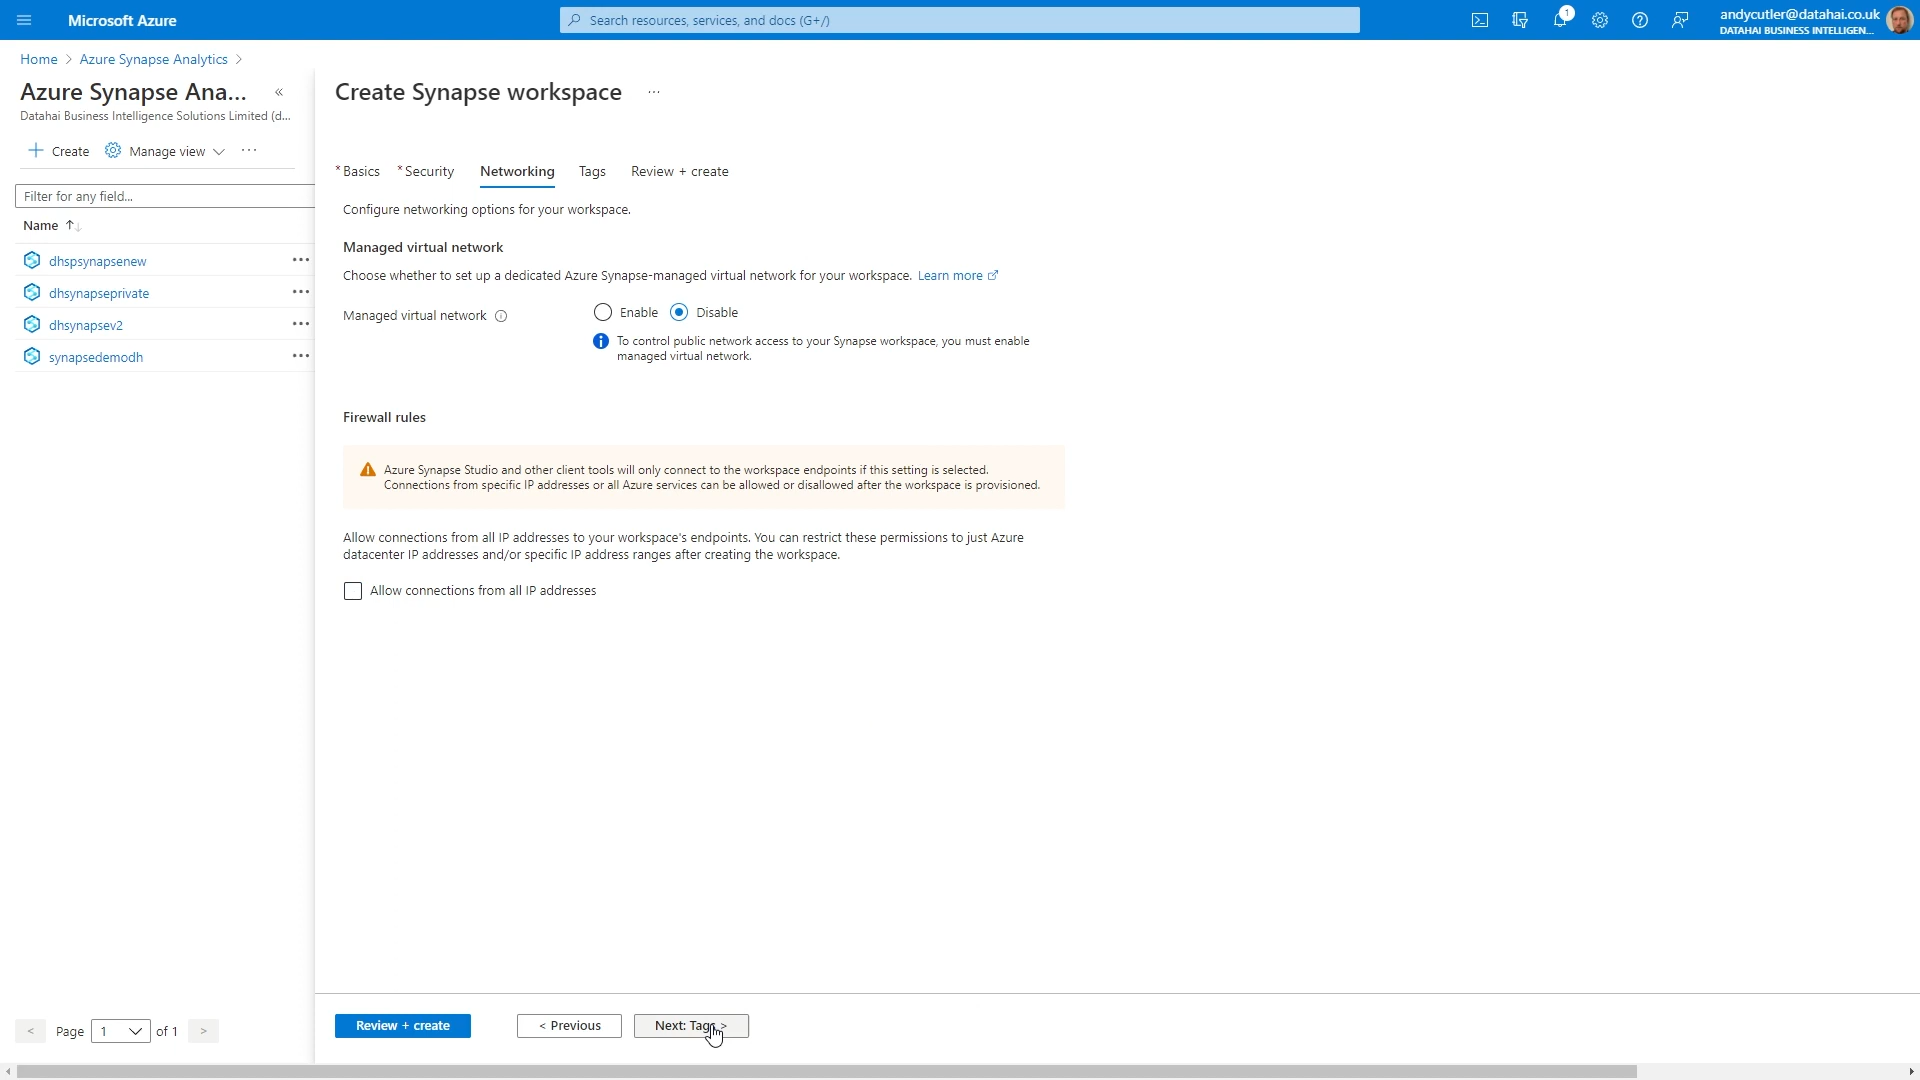 Microsoft Azure
Search resources, services, and docs (G+/)
1
andycutler@datahai.co.uk
DATAHAI BUSINESS INTELLIGEN...
Home > Azure Synapse Analytics >
Azure Synapse Ana... «
Datahai Business Intelligence Solutions Limited (d...
+ Create Manage view ...
Filter for any field...
Name ↑↓
dhspsynapsenew ...
dhsynapseprivate ...
dhsynapsev2 ...
synapsedemodh ...
< Page 1 of 1 >
Create Synapse workspace ...
* Basics * Security Networking Tags Review + create
Configure networking options for your workspace.
Managed virtual network
Choose whether to set up a dedicated Azure Synapse-managed virtual network for your workspace. Learn more
Managed virtual network Enable Disable
To control public network access to your Synapse workspace, you must enable
managed virtual network.
Firewall rules
Azure Synapse Studio and other client tools will only connect to the workspace endpoints if this setting is selected.
Connections from specific IP addresses or all Azure services can be allowed or disallowed after the workspace is provisioned.
Allow connections from all IP addresses to your workspace's endpoints. You can restrict these permissions to just Azure
datacenter IP addresses and/or specific IP address ranges after creating the workspace.
Allow connections from all IP addresses
Review + create < Previous Next: Tags >